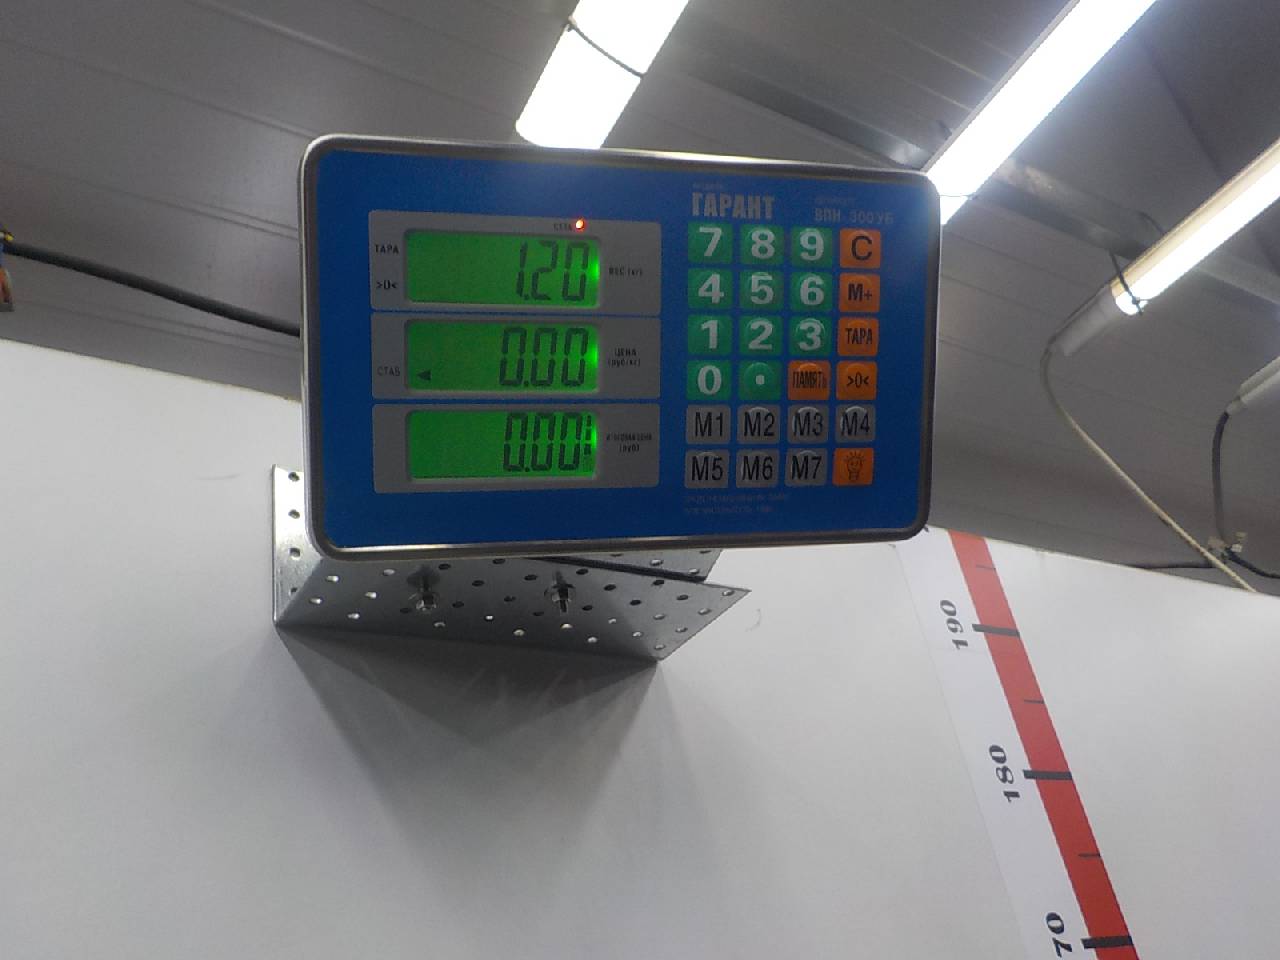 ГАРАНТ
ВПН-300УБ
СЕТЬ
ТАРА
>0<
1.20
ВЕС (кг)
СТАБ
0.00
ЦЕНА
(руб/кг)
0.00
(руб)
7 8 9 C
4 5 6 M+
1 2 3 ТАРА
0 . ПАМЯТЬ >0<
M1 M2 M3 M4
M5 M6 M7
190
180
70